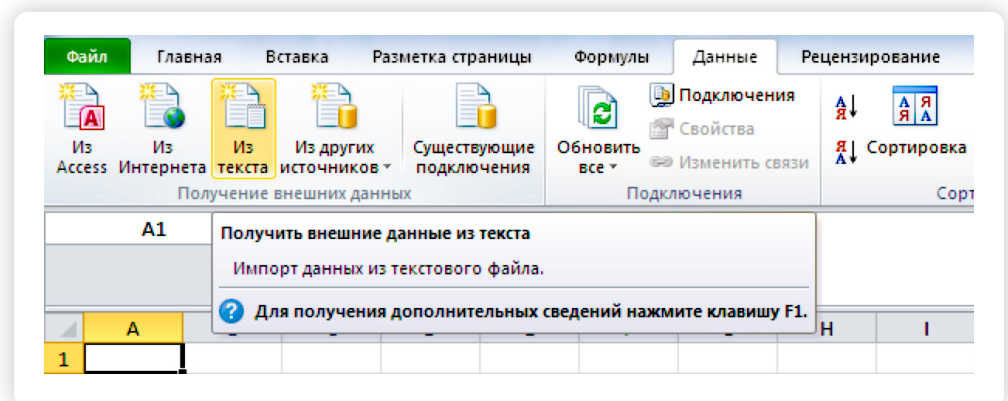 Файл Главная Вставка Разметка страницы Формулы Данные Рецензирование
Из Access
Из Интернета
Из текста
Из других источников
Существующие подключения
Получение внешних данных
Обновить все
Подключения
Свойства
Изменить связи
Подключения
Сортировка
Сорт
A1
Получить внешние данные из текста
Импорт данных из текстового файла.
Для получения дополнительных сведений нажмите клавишу F1.
A H I
1